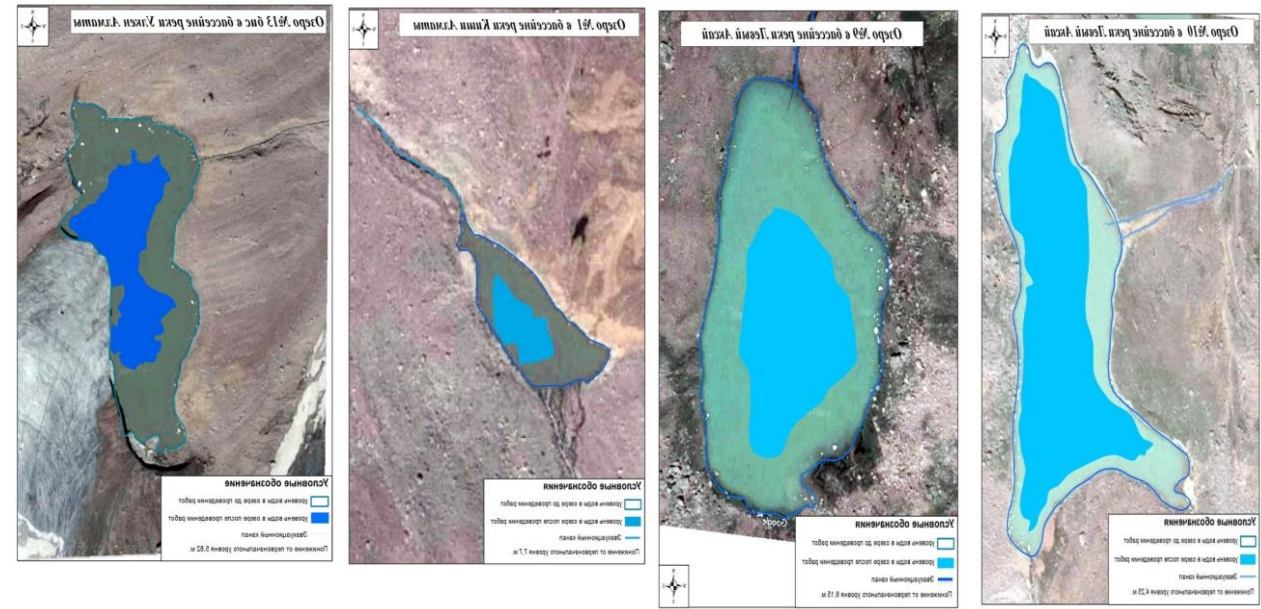 Озеро №13 бис в бассейне реки Улкен Алматы
Условные обозначение
уровень воды в озере до проведения работ
уровень воды в озере после проведения работ
Эвакуационный канал
Понижение от первоначального уровня 5,82 м.
Озеро №1 в бассейне реки Киши Алматы
Условные обозначения
уровень воды в озере до проведения работ
уровень воды в озере после проведения работ
Эвакуационный канал
Понижение от первоначального уровня 7,7 м.
Озеро №9 в бассейне реки Левый Аксай
Google
Условные обозначения
уровень воды в озере до проведения работ
уровень воды в озере после проведения работ
Эвакуационный канал
Понижение от первоначального уровня 9,15 м.
Озеро №10 в бассейне реки Левый Аксай
Условные обозначения
уровень воды в озере до проведения работ
уровень воды в озере после проведения работ
Эвакуационный канал
Понижение от первоначального уровня 4,25 м.